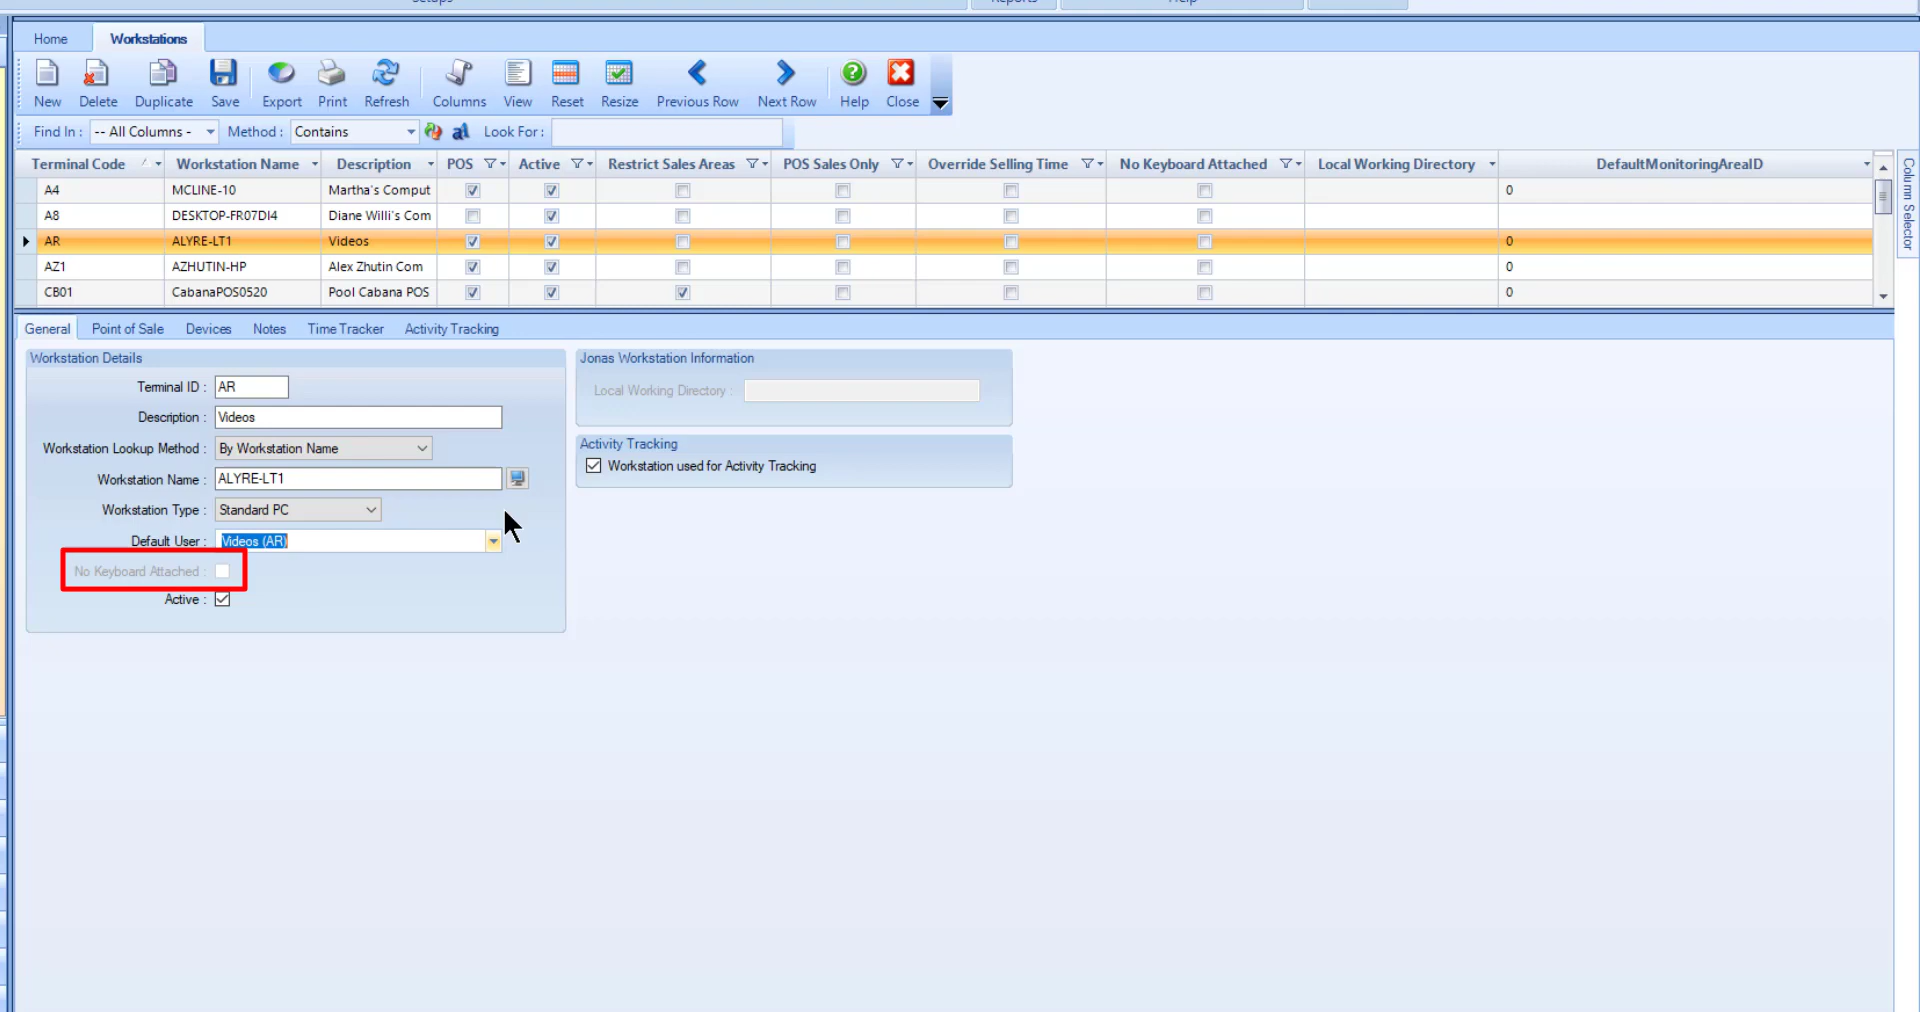 Setups Reports Help
Home Workstations
New Delete Duplicate Save Export Print Refresh Columns View Reset Resize Previous Row Next Row Help Close
Find In : -- All Columns - Method : Contains Look For :
Terminal Code Workstation Name Description POS Active Restrict Sales Areas POS Sales Only Override Selling Time No Keyboard Attached Local Working Directory DefaultMonitoringAreaID
A4 MCLINE-10 Martha's Comput 0
A8 DESKTOP-FR07DI4 Diane Willi's Com
AR ALYRE-LT1 Videos 0
AZ1 AZHUTIN-HP Alex Zhutin Com 0
CB01 CabanaPOS0520 Pool Cabana POS 0
Column Selector
General Point of Sale Devices Notes Time Tracker Activity Tracking
Workstation Details
Terminal ID : AR
Description : Videos
Workstation Lookup Method : By Workstation Name
Workstation Name : ALYRE-LT1
Workstation Type : Standard PC
Default User : Videos (AR)
No Keyboard Attached :
Active :
Jonas Workstation Information
Local Working Directory :
Activity Tracking
Workstation used for Activity Tracking